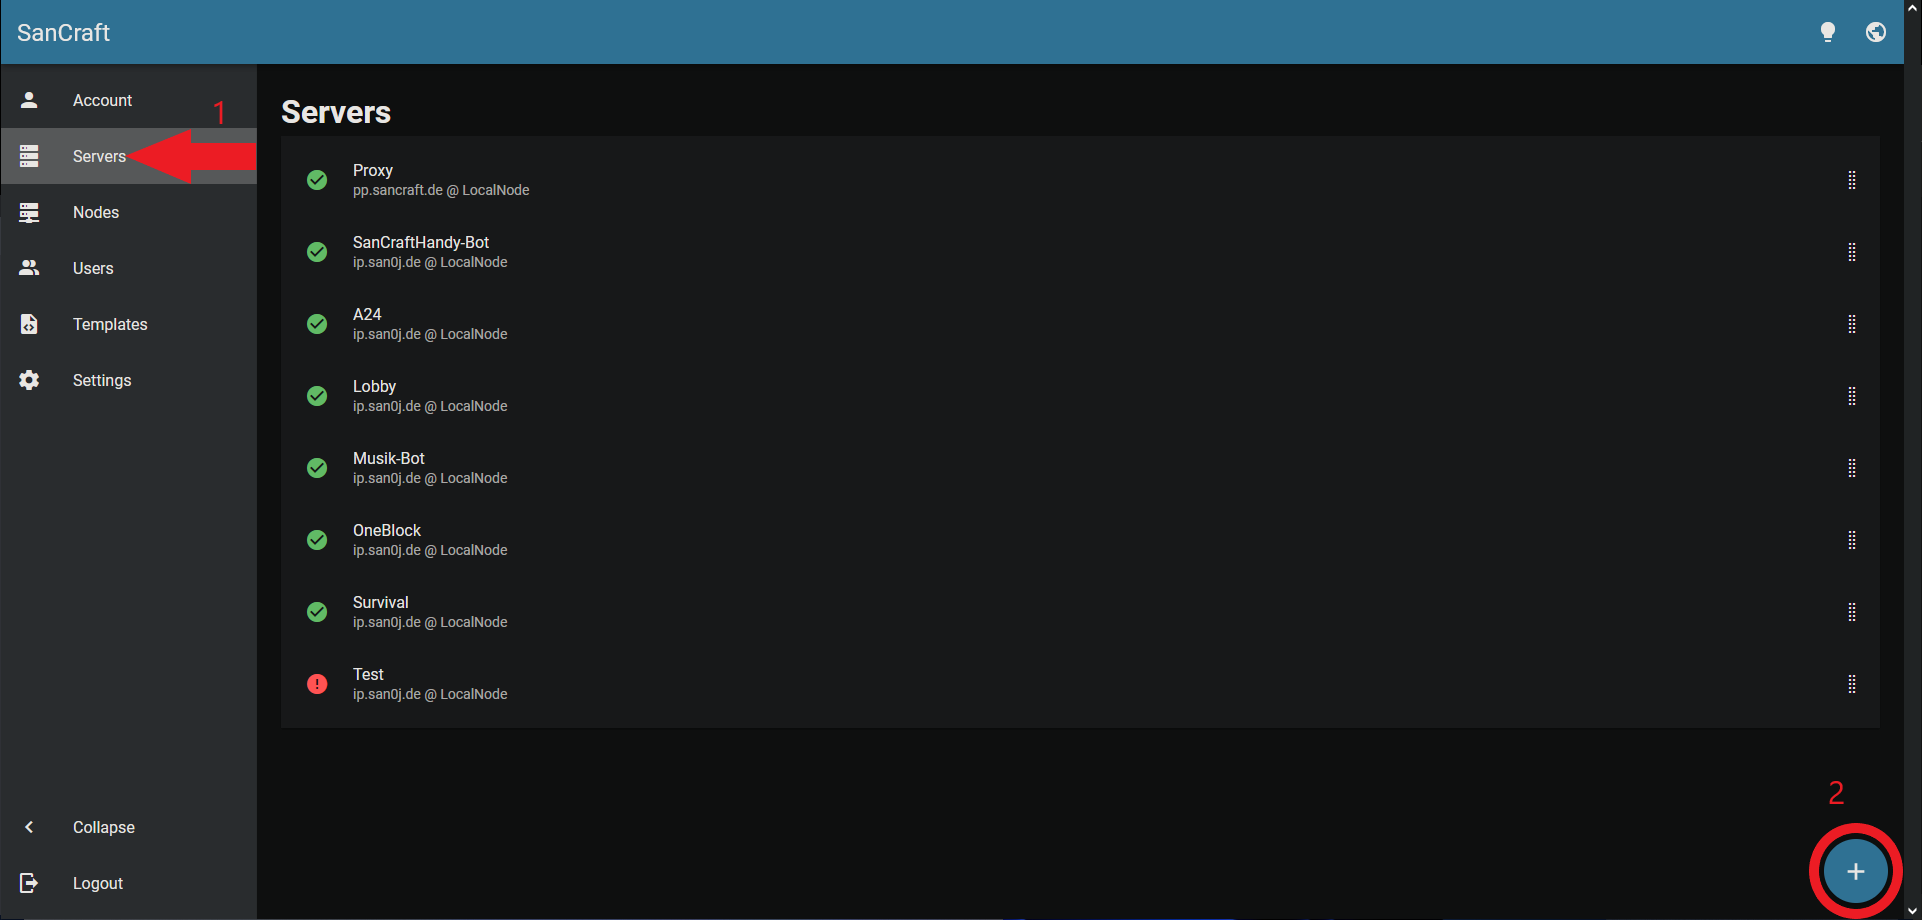 SanCraft
Account
1
Servers
Nodes
Users
Templates
Settings
Collapse
Logout
Servers
Proxy
pp.sancraft.de @ LocalNode
SanCraftHandy-Bot
ip.san0j.de @ LocalNode
A24
ip.san0j.de @ LocalNode
Lobby
ip.san0j.de @ LocalNode
Musik-Bot
ip.san0j.de @ LocalNode
OneBlock
ip.san0j.de @ LocalNode
Survival
ip.san0j.de @ LocalNode
Test
ip.san0j.de @ LocalNode
2
+